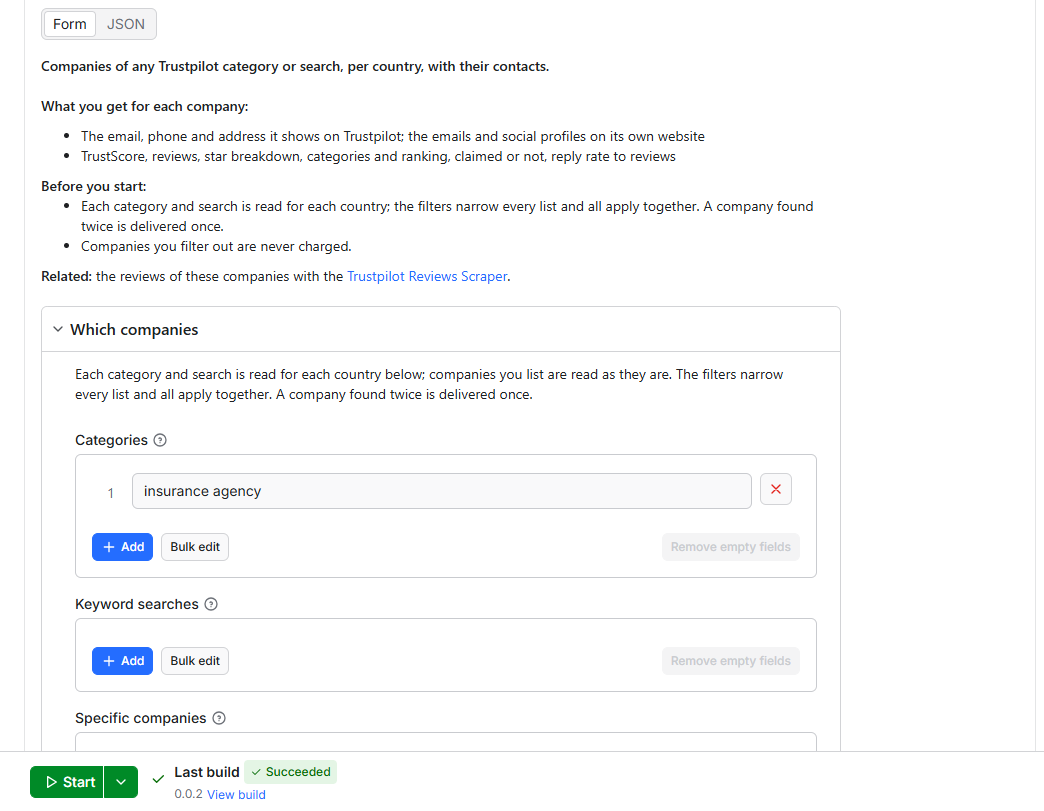 Form JSON
Companies of any Trustpilot category or search, per country, with their contacts.
What you get for each company:
The email, phone and address it shows on Trustpilot; the emails and social profiles on its own website
TrustScore, reviews, star breakdown, categories and ranking, claimed or not, reply rate to reviews
Before you start:
Each category and search is read for each country; the filters narrow every list and all apply together. A company found
twice is delivered once.
Companies you filter out are never charged.
Related: the reviews of these companies with the Trustpilot Reviews Scraper.
Which companies
Each category and search is read for each country below; companies you list are read as they are. The filters narrow
every list and all apply together. A company found twice is delivered once.
Categories
1 insurance agency
Add Bulk edit Remove empty fields
Keyword searches
Add Bulk edit Remove empty fields
Specific companies
Start Last build Succeeded
0.0.2 View build